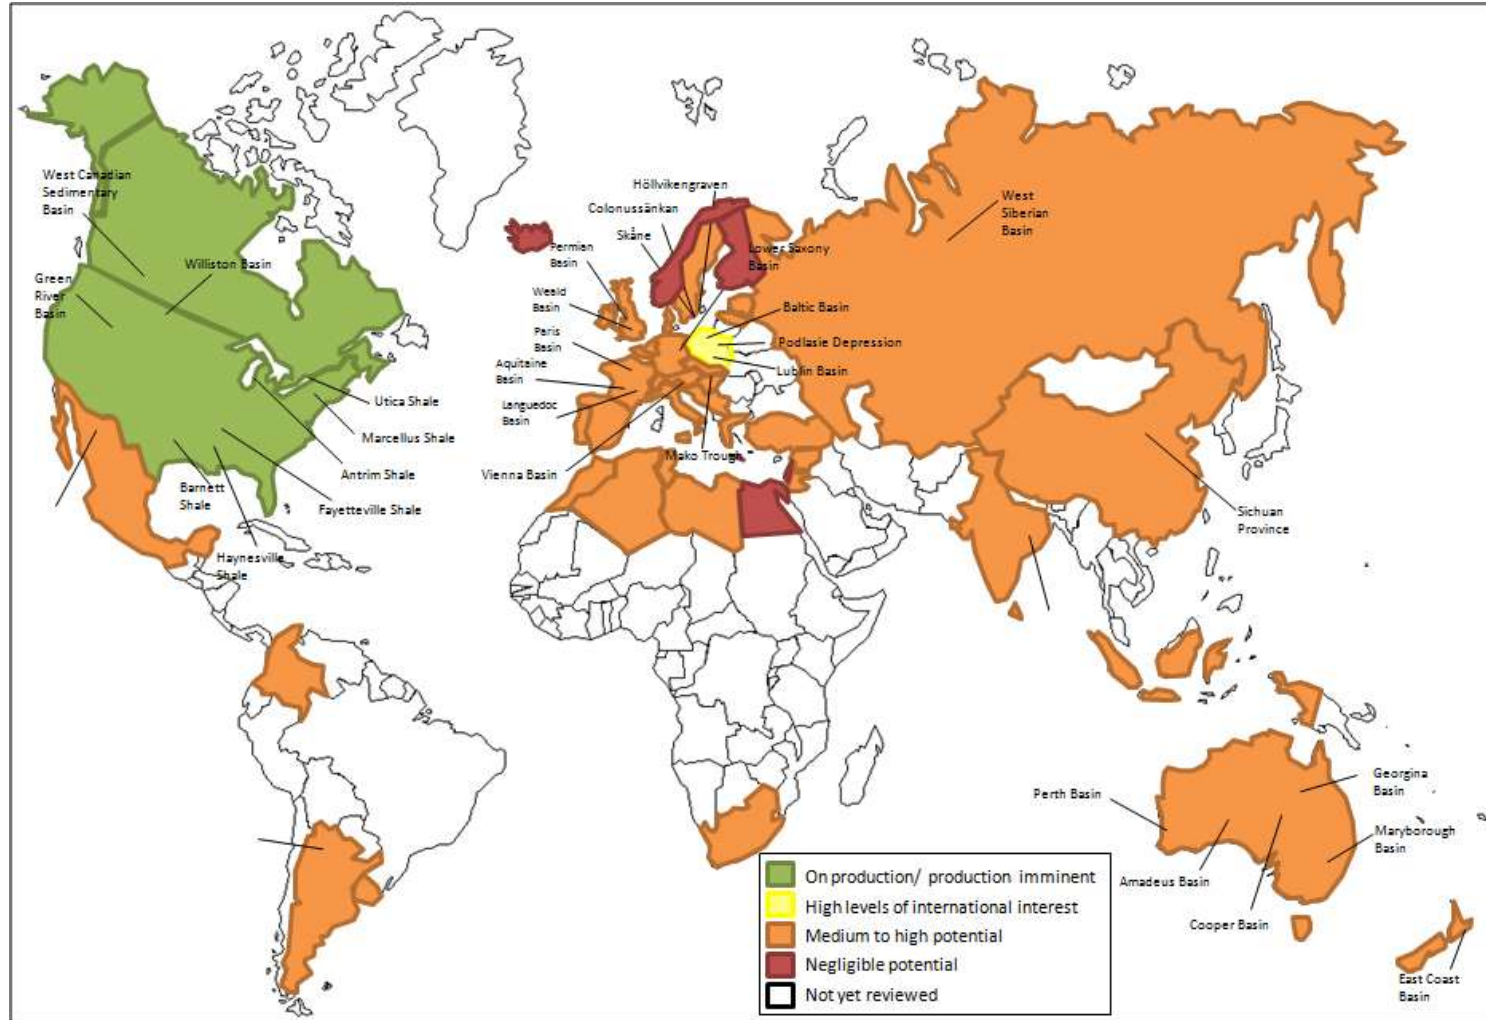 West Canadian
Sedimentary
Basin
Green
River
Basin
Williston Basin
Utica Shale
Marcellus Shale
Antrim Shale
Fayetteville Shale
Barnett
Shale
Haynesville
Shale
Höllvikengraven
Colonussänkan
Skåne
Permian
Basin
Lower Saxony
Basin
Weald
Basin
Paris
Basin
Aquitaine
Basin
Languedoc
Basin
Vienna Basin
Mako Trough
Baltic Basin
Podlasie Depression
Lublin Basin
West
Siberian
Basin
Sichuan
Province
Perth Basin
Amadeus Basin
Cooper Basin
Georgina
Basin
Maryborough
Basin
East Coast
Basin
On production/ production imminent
High levels of international interest
Medium to high potential
Negligible potential
Not yet reviewed